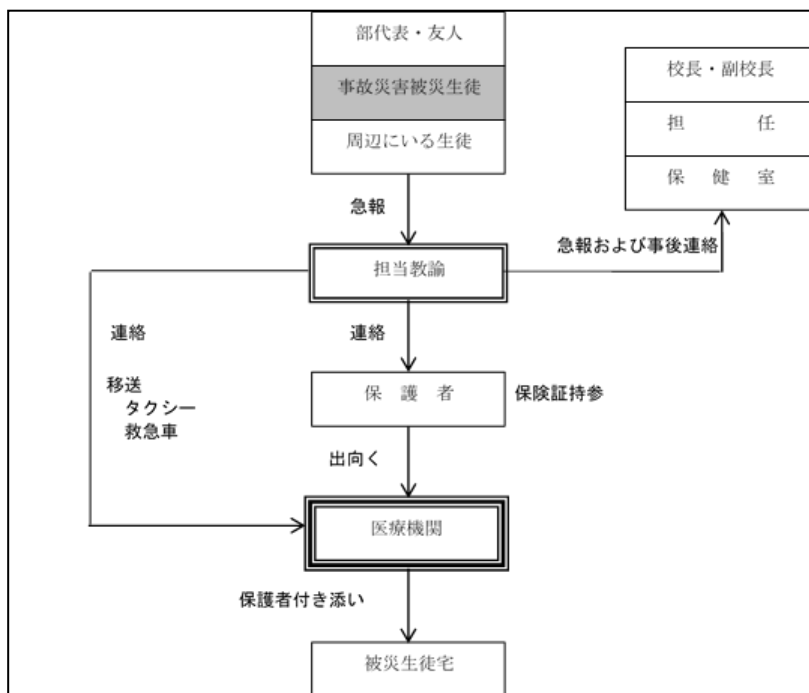 部代表・友人
事故災害被災生徒
周辺にいる生徒
校長・副校長
担　　　任
保　健　室
急報
急報および事後連絡
担当教諭
連絡
連絡
移送
タクシー
救急車
保　護　者
保険証持参
出向く
医療機関
保護者付き添い
被災生徒宅